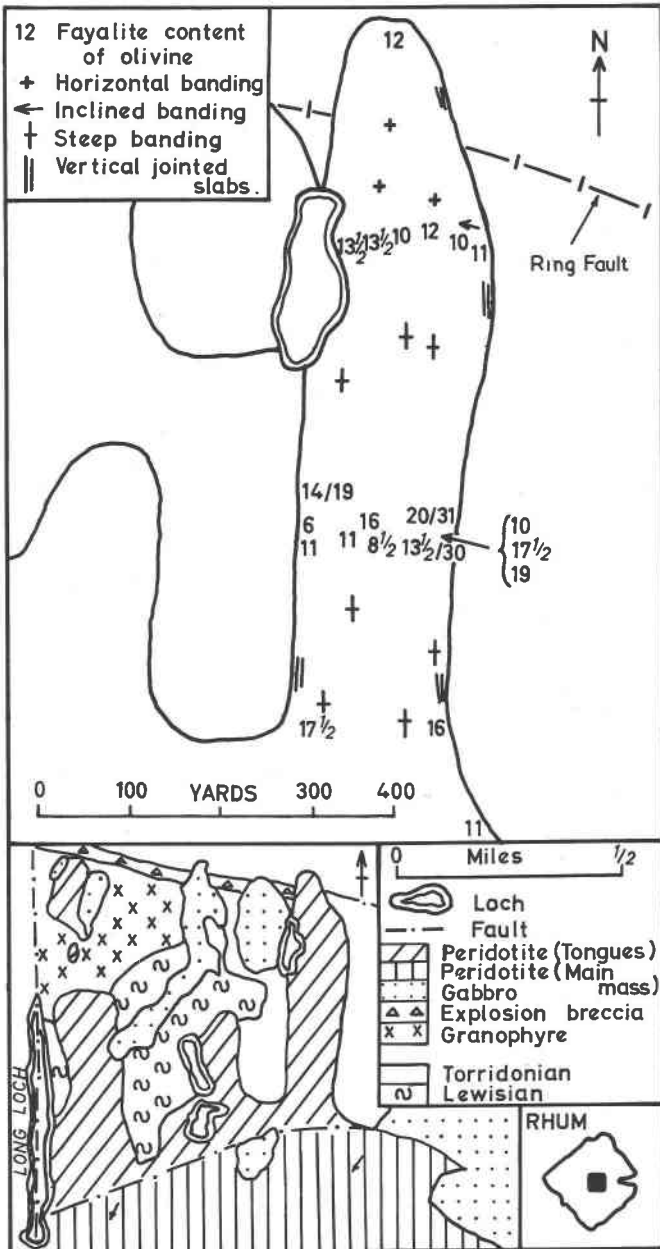 12 Fayalite content
of olivine
Horizontal banding
Inclined banding
Steep banding
Vertical jointed
slabs.
12
N
13½ 13½ 10 12 10 11
Ring Fault
14/19
6 16 20/31
11 11 8½ 13½/30
10
17½
19
17½ 16
0 100 YARDS 300 400
11
0 Miles ½
Loch
Fault
Peridotite (Tongues)
Peridotite (Main
mass)
Gabbro
Explosion breccia
Granophyre
Torridonian
Lewisian
LONG LOCH
RHUM